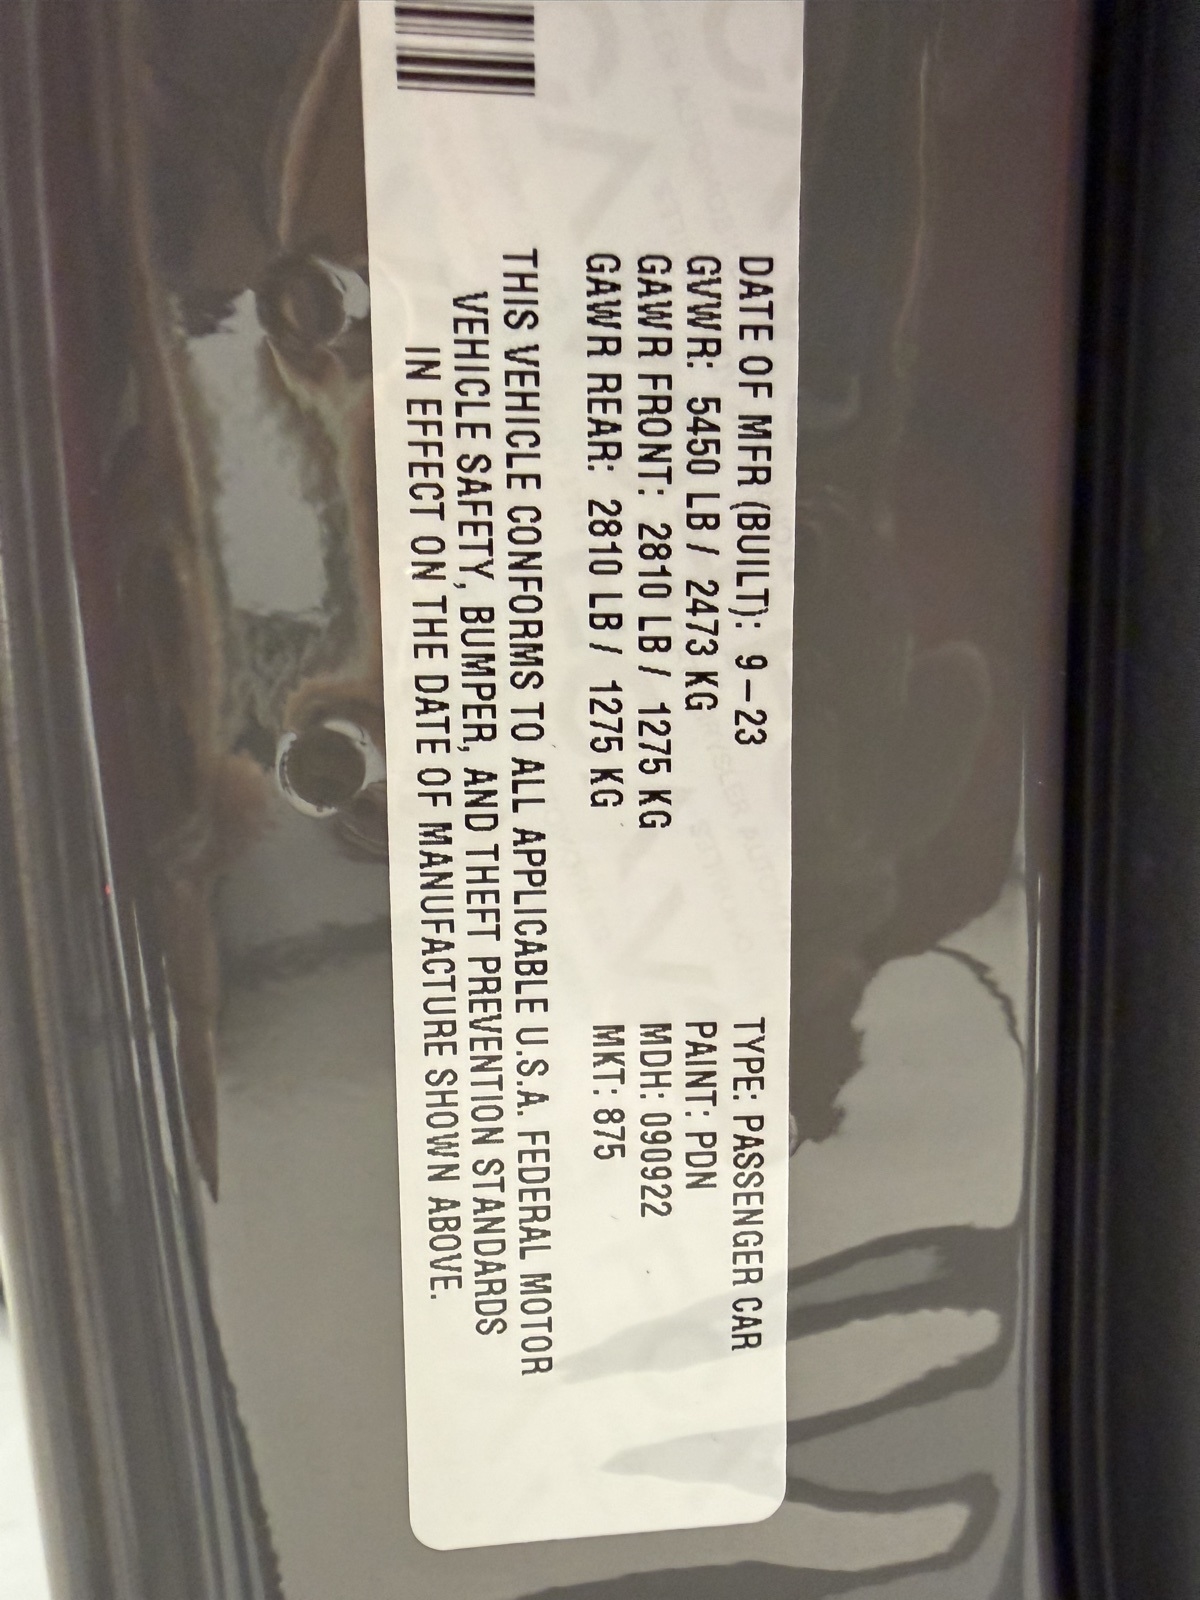 DATE OF MFR (BUILT): 9-23 TYPE: PASSENGER CAR
GVWR: 5450 LB / 2473 KG PAINT: PDN
GAWR FRONT: 2810 LB / 1275 KG MDH: 090922
GAWR REAR: 2810 LB / 1275 KG MKT: 875
THIS VEHICLE CONFORMS TO ALL APPLICABLE U.S.A. FEDERAL MOTOR
VEHICLE SAFETY, BUMPER, AND THEFT PREVENTION STANDARDS
IN EFFECT ON THE DATE OF MANUFACTURE SHOWN ABOVE.